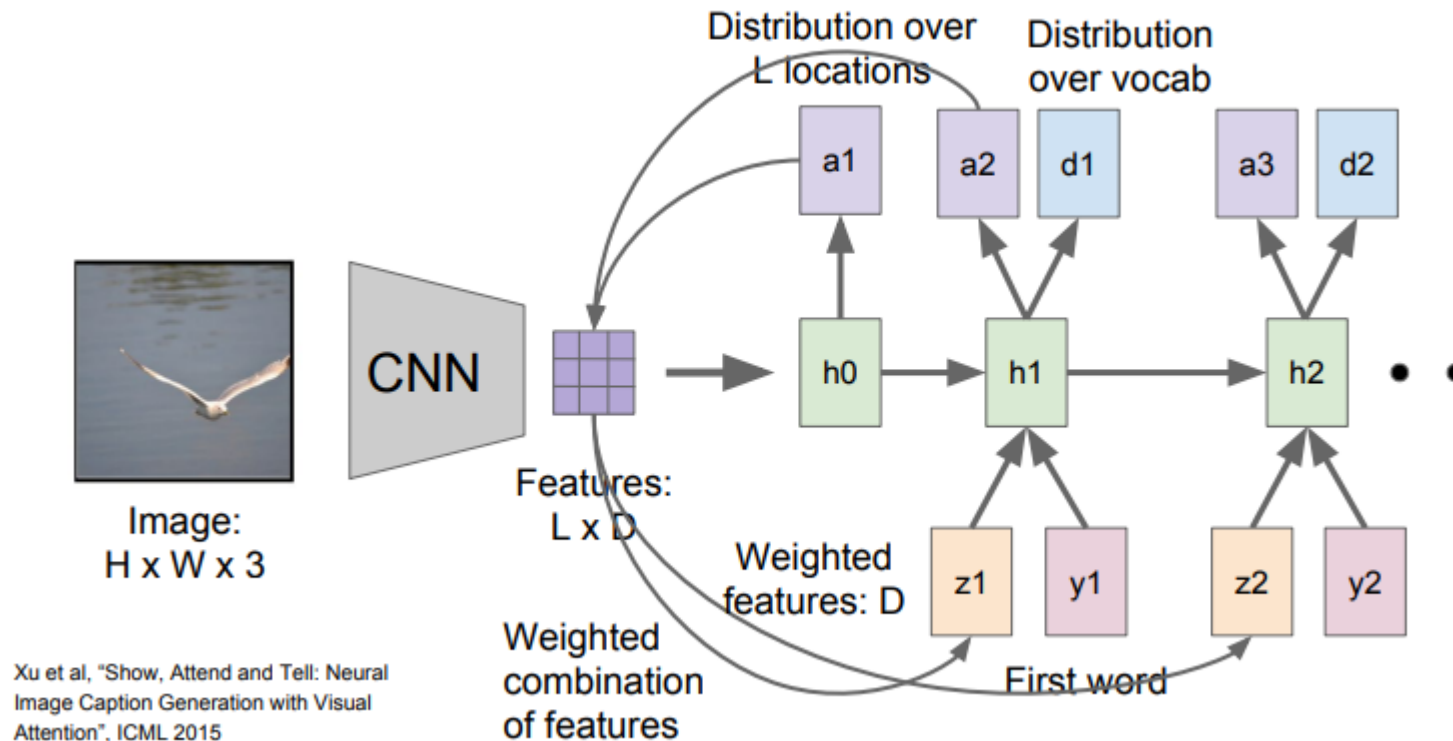 Distribution over
L locations
Distribution
over vocab
a1
a2
d1
a3
d2
CNN
h0
h1
h2
Features:
L x D
Image:
H x W x 3
Weighted
features: D
z1
y1
z2
y2
Weighted
combination
of features
First word
Xu et al, “Show, Attend and Tell: Neural
Image Caption Generation with Visual
Attention”, ICML 2015